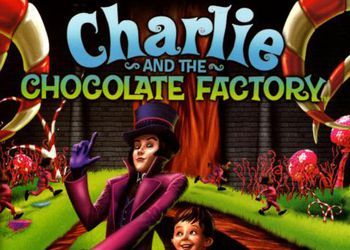 Charlie
AND THE
CHOCOLATE FACTORY